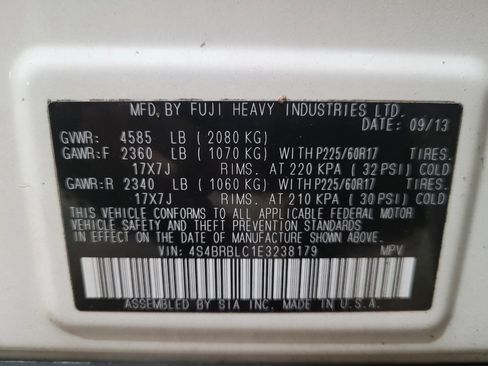 MFD. BY FUJI HEAVY INDUSTRIES LTD.
DATE: 09/13
GVWR: 4585 LB ( 2080 KG)
GAWR:F 2360 LB ( 1070 KG) WITH P225/60R17 TIRES.
17X7J RIMS. AT 220 KPA ( 32 PSI) COLD
GAWR:R 2340 LB ( 1060 KG) WITH P225/60R17 TIRES.
17X7J RIMS. AT 210 KPA ( 30 PSI) COLD
THIS VEHICLE CONFORMS TO ALL APPLICABLE FEDERAL MOTOR
VEHICLE SAFETY AND THEFT PREVENTION STANDARDS
IN EFFECT ON THE DATE OF MANUFACTURE SHOWN ABOVE.
VIN: 4S4BRBLC1E3238179 MPV
ASSEMBLED BY SIA INC. MADE IN U.S.A.